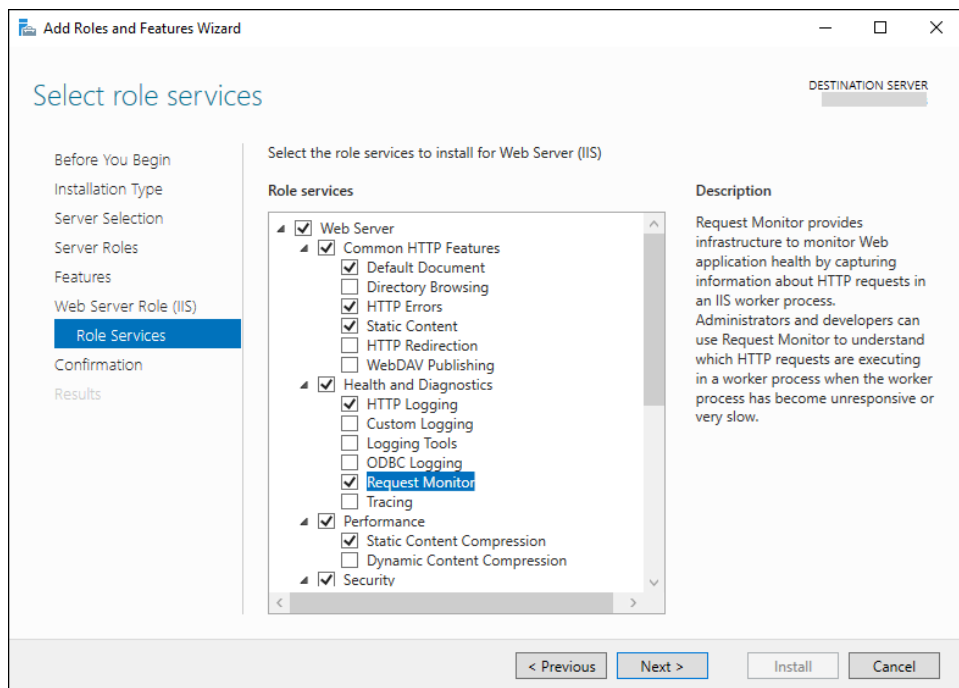 Add Roles and Features Wizard
Select role services
DESTINATION SERVER
Before You Begin
Installation Type
Server Selection
Server Roles
Features
Web Server Role (IIS)
Role Services
Confirmation
Results
Select the role services to install for Web Server (IIS)
Role services
Web Server
Common HTTP Features
Default Document
Directory Browsing
HTTP Errors
Static Content
HTTP Redirection
WebDAV Publishing
Health and Diagnostics
HTTP Logging
Custom Logging
Logging Tools
ODBC Logging
Request Monitor
Tracing
Performance
Static Content Compression
Dynamic Content Compression
Security
Description
Request Monitor provides
infrastructure to monitor Web
application health by capturing
information about HTTP requests in
an IIS worker process.
Administrators and developers can
use Request Monitor to understand
which HTTP requests are executing
in a worker process when the worker
process has become unresponsive or
very slow.
< Previous
Next >
Install
Cancel